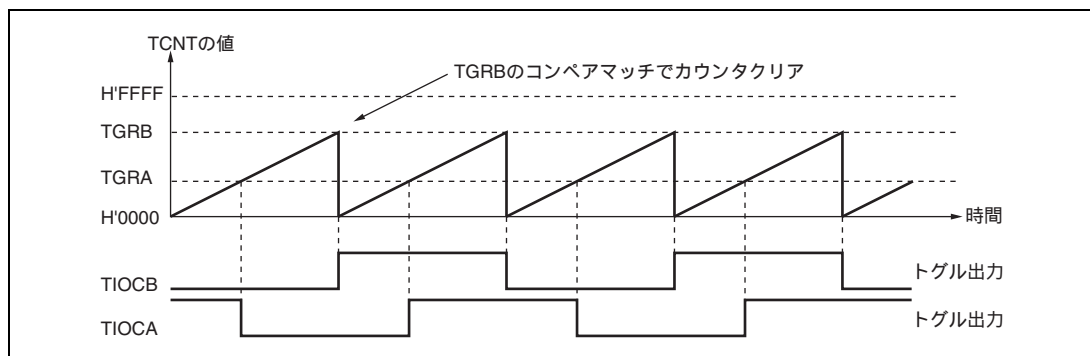 TCNTの値
TGRBのコンペアマッチでカウンタクリア
H'FFFF
TGRB
TGRA
H'0000
時間
TIOCB
トグル出力
TIOCA
トグル出力